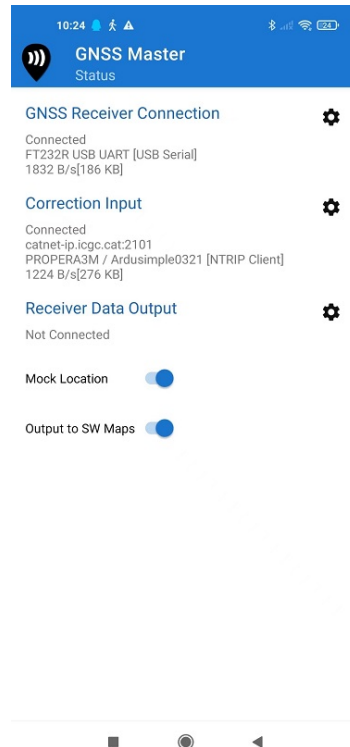 10:24
24
GNSS Master
Status
GNSS Receiver Connection
Connected
FT232R USB UART [USB Serial]
1832 B/s[186 KB]
Correction Input
Connected
catnet-ip.icgc.cat:2101
PROPERA3M / Ardusimple0321 [NTRIP Client]
1224 B/s[276 KB]
Receiver Data Output
Not Connected
Mock Location
Output to SW Maps